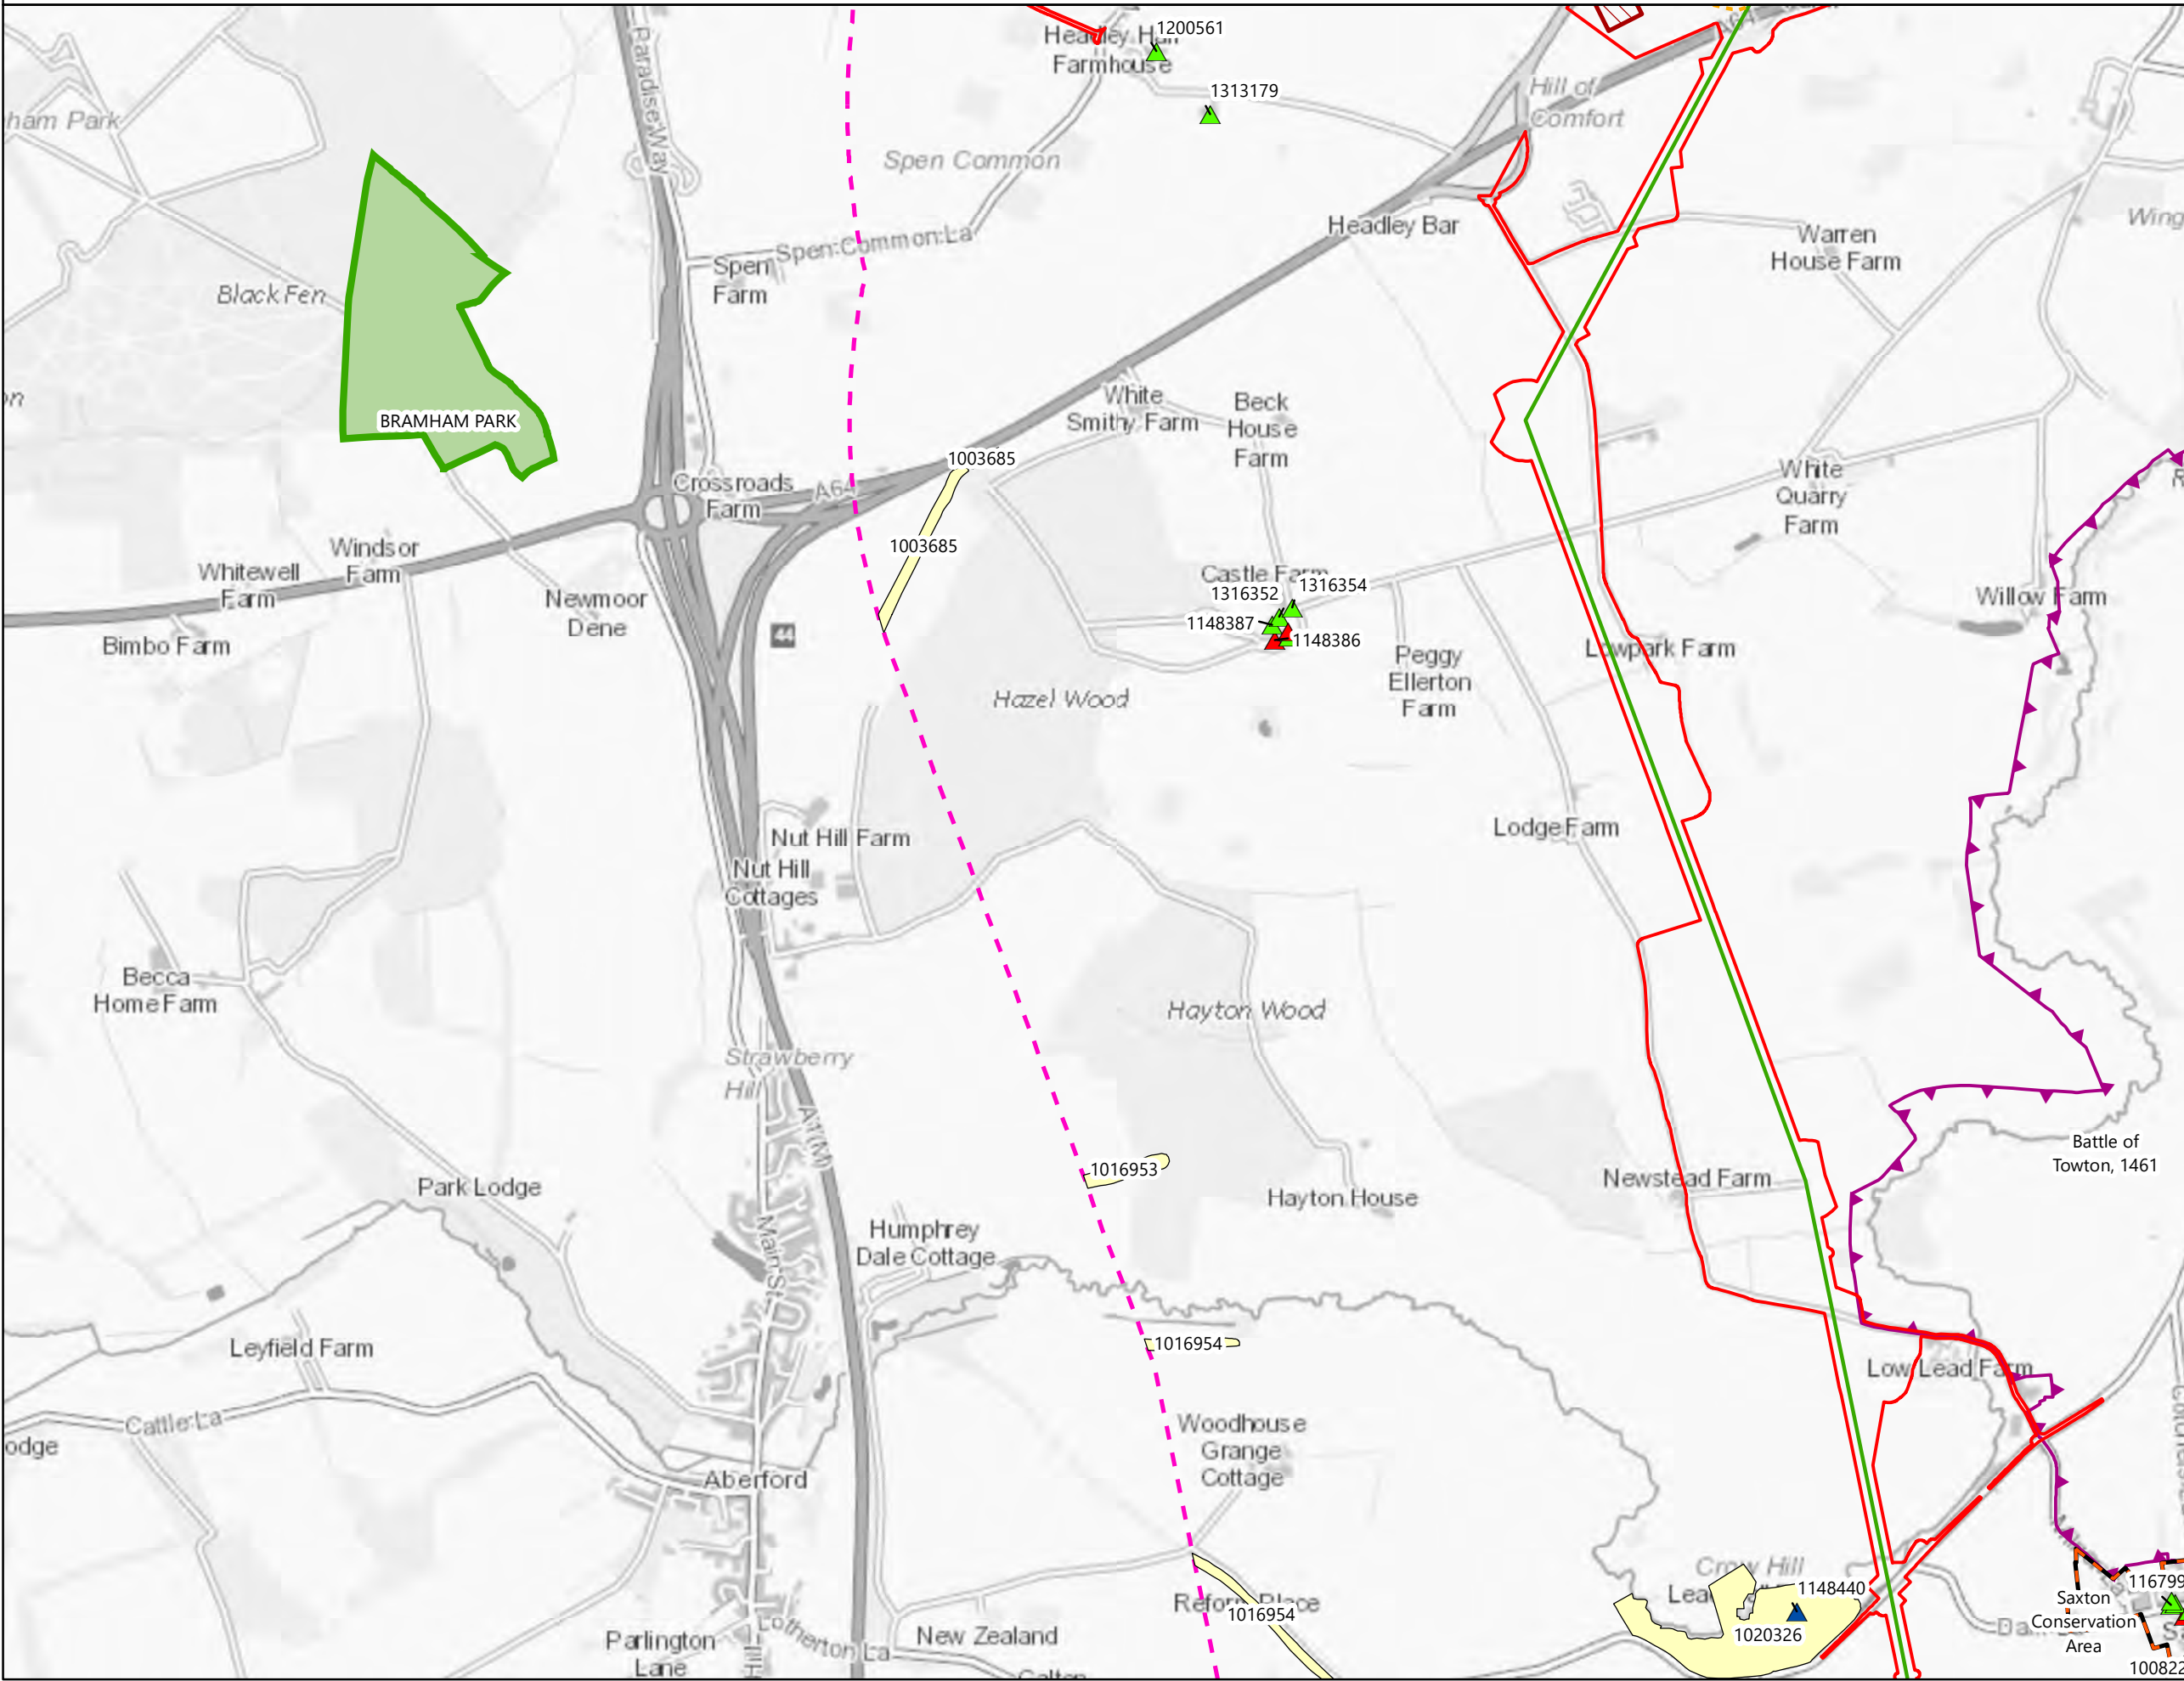 1200561
Farmhouse
1313179
Paradise Way
Hill of
Comfort
Spen Common
Headley Bar
Spen Common La
Spen
Farm
Warren
House Farm
Black Fen
BRAMHAM PARK
White
Smithy Farm
Beck
House
Farm
1003685
Crossroads
Farm
A64
White
Quarry
Farm
1003685
Windsor
Farm
Whitewell
Farm
Castle Farm
1316354
1316352
1148387
1148386
Newmoor
Dene
Willow Farm
Bimbo Farm
44
Lowpark Farm
Peggy
Ellerton
Farm
Hazel Wood
Nut Hill Farm
Lodge Farm
Nut Hill
Cottages
Becca
Home Farm
Hayton Wood
Strawberry
Hill
A1(M)
Battle of
Towton, 1461
1016953
Park Lodge
Newstead Farm
Hayton House
Main St
Humphrey
Dale Cottage
1016954
Leyfield Farm
Low Lead Farm
Cattle La
Woodhouse
Grange
Cottage
Aberford
Crow Hill
1148440
1020326
Saxton
Conservation
Area
1016954
Parlington
Lane
Lotherton La
New Zealand